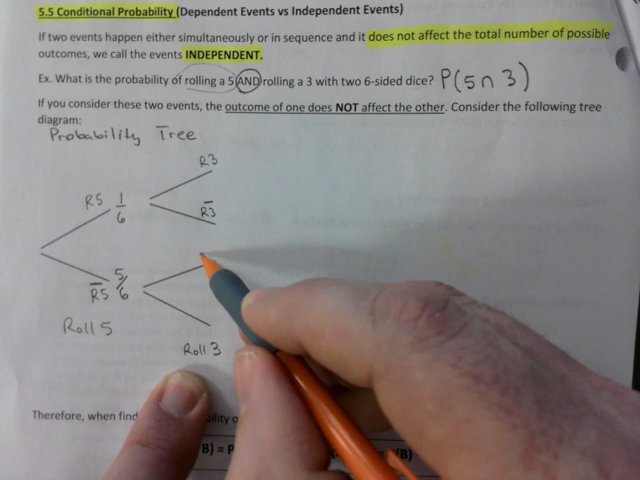 5.5 Conditional Probability (Dependent Events vs Independent Events)
If two events happen either simultaneously or in sequence and it does not affect the total number of possible
outcomes, we call the events INDEPENDENT.
Ex. What is the probability of rolling a 5 AND rolling a 3 with two 6-sided dice? P(5∩3)
If you consider these two events, the outcome of one does NOT affect the other. Consider the following tree
diagram:
Probability Tree
R3
R5 1/6
R̅3
R̅5 5/6
Roll 5
Roll 3
Therefore, when
B) = P
B)